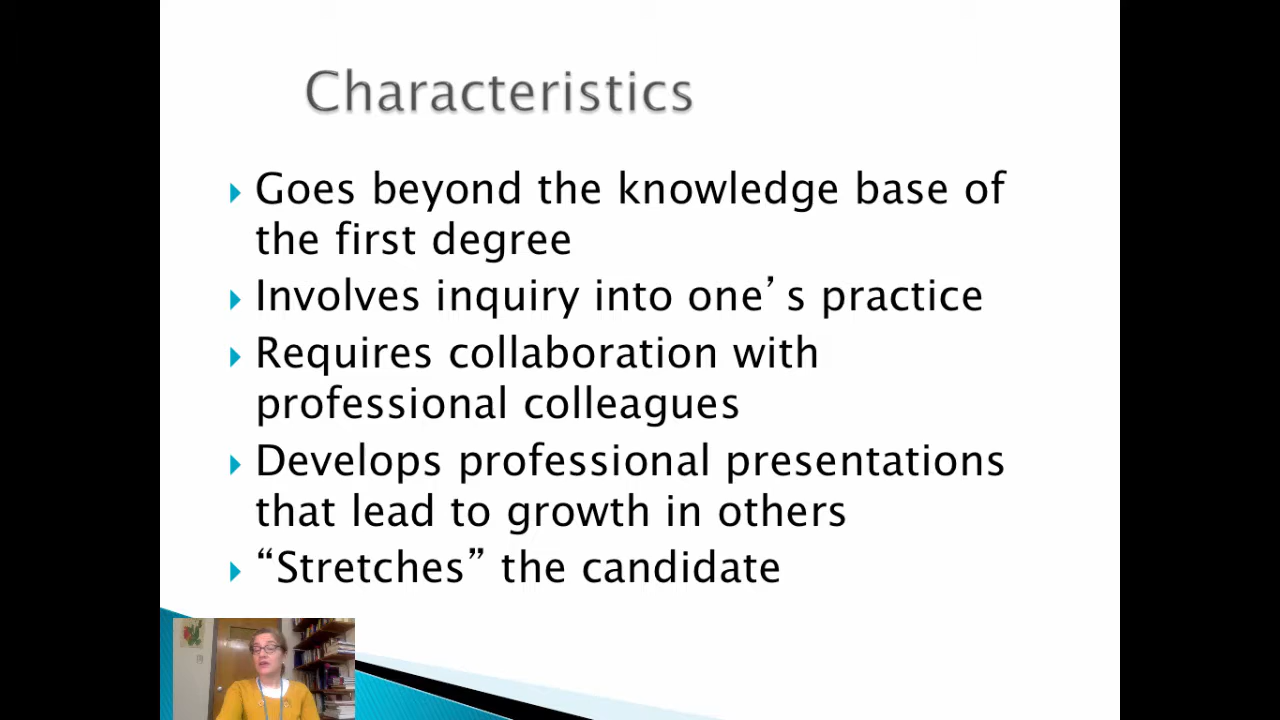 Characteristics
Goes beyond the knowledge base of
the first degree
Involves inquiry into one’s practice
Requires collaboration with
professional colleagues
Develops professional presentations
that lead to growth in others
“Stretches” the candidate